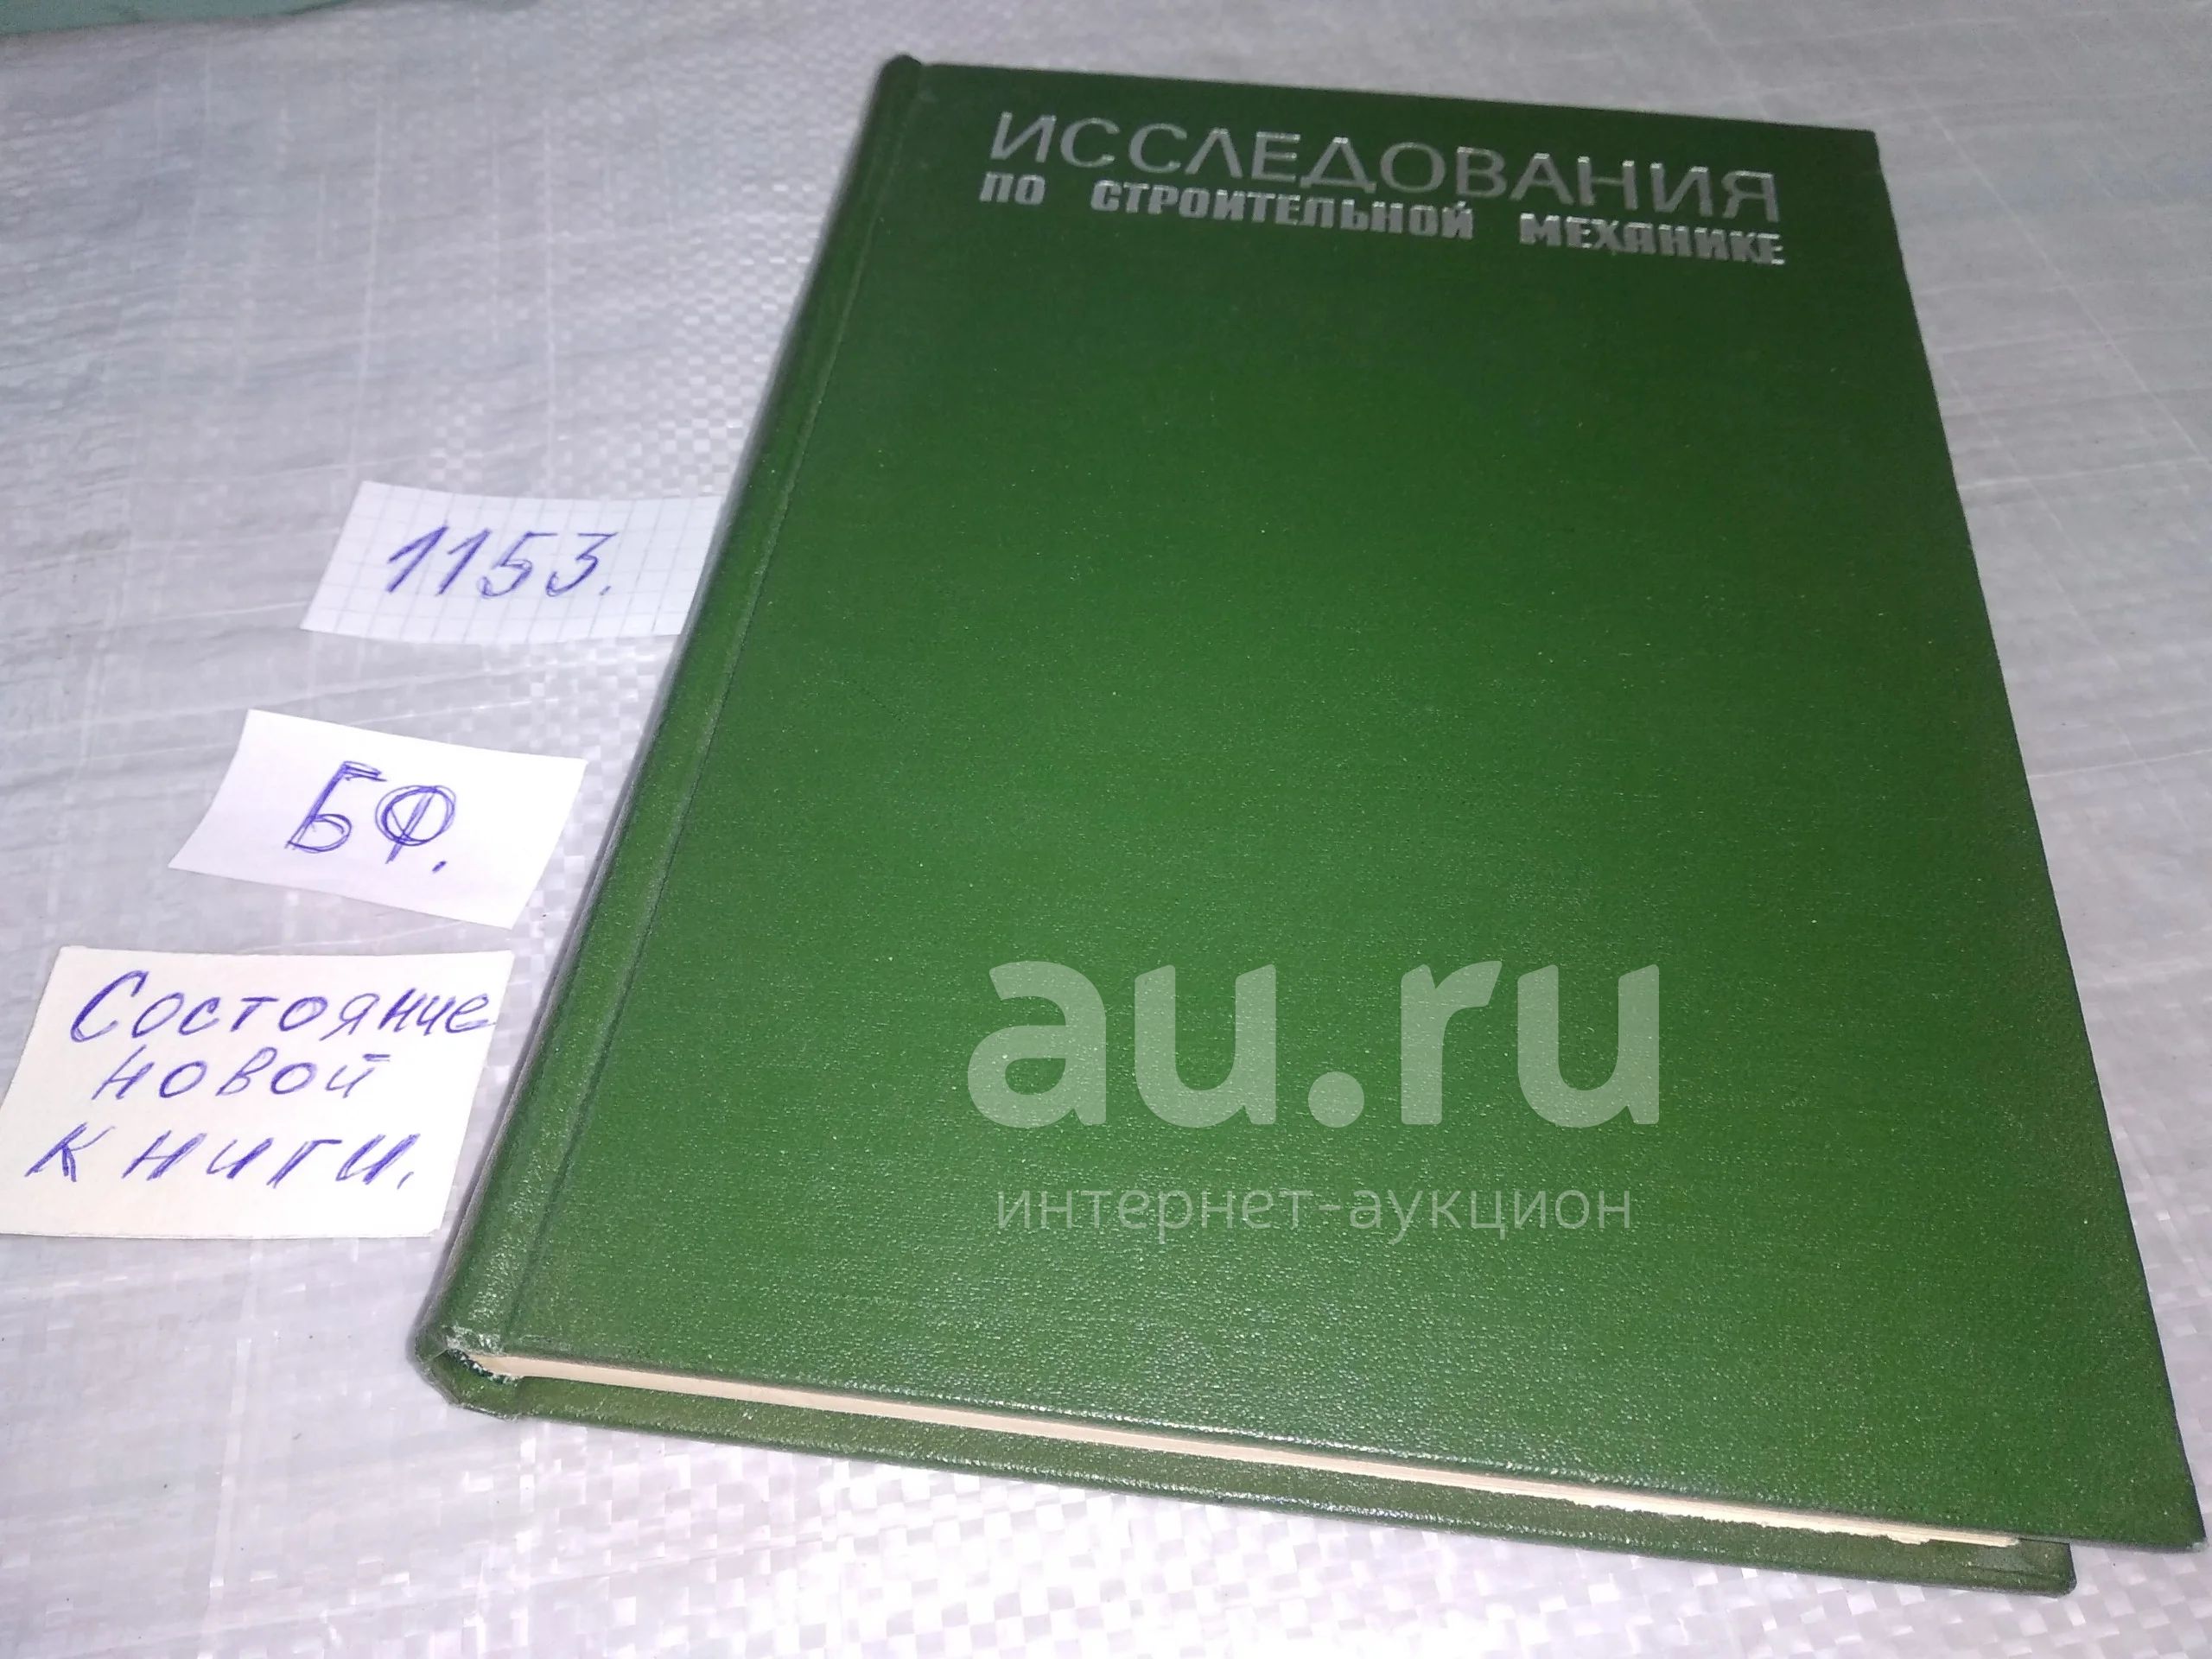 ИССЛЕДОВАНИЯ
ПО СТРОИТЕЛЬНОЙ МЕХАНИКЕ
1153.
БФ.
Состояние
новой
книги.
au.ru
интернет-аукцион